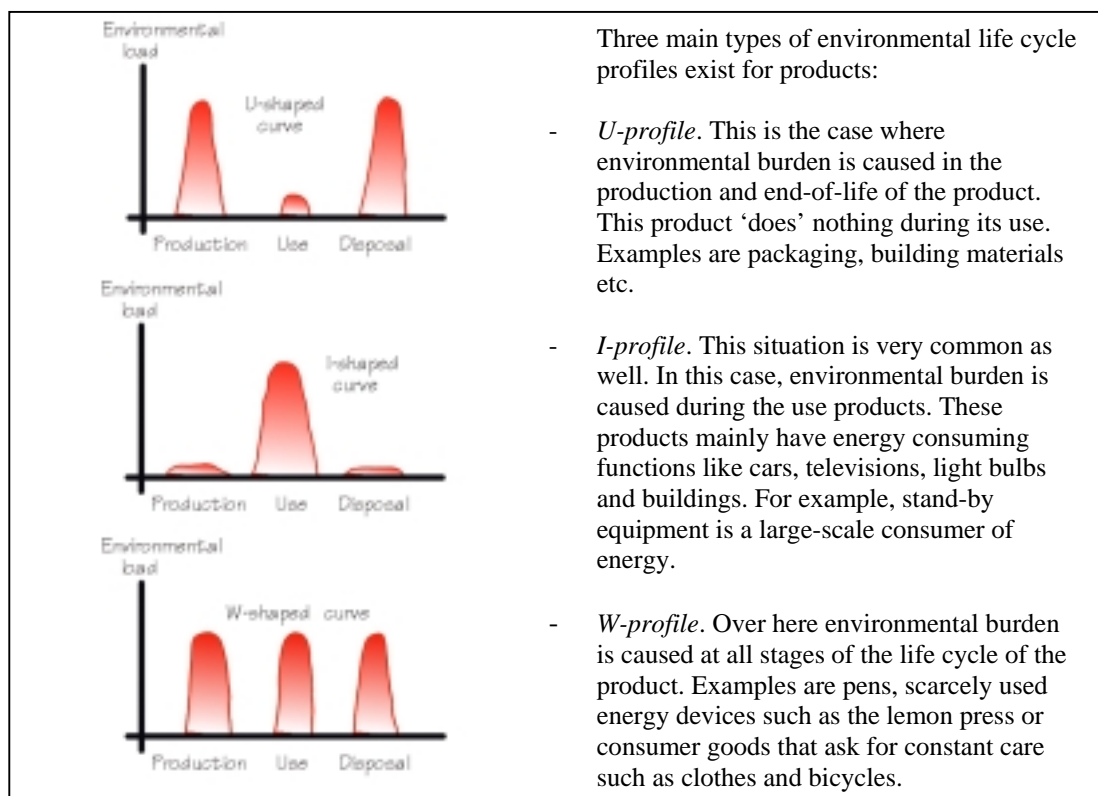 Environmental
load
U-shaped
curve
Production Use Disposal
Environmental
load
I-shaped
curve
Production Use Disposal
Environmental
load
W-shaped curve
Production Use Disposal
Three main types of environmental life cycle
profiles exist for products:
- U-profile. This is the case where
environmental burden is caused in the
production and end-of-life of the product.
This product ‘does’ nothing during its use.
Examples are packaging, building materials
etc.
- I-profile. This situation is very common as
well. In this case, environmental burden is
caused during the use products. These
products mainly have energy consuming
functions like cars, televisions, light bulbs
and buildings. For example, stand-by
equipment is a large-scale consumer of
energy.
- W-profile. Over here environmental burden
is caused at all stages of the life cycle of the
product. Examples are pens, scarcely used
energy devices such as the lemon press or
consumer goods that ask for constant care
such as clothes and bicycles.